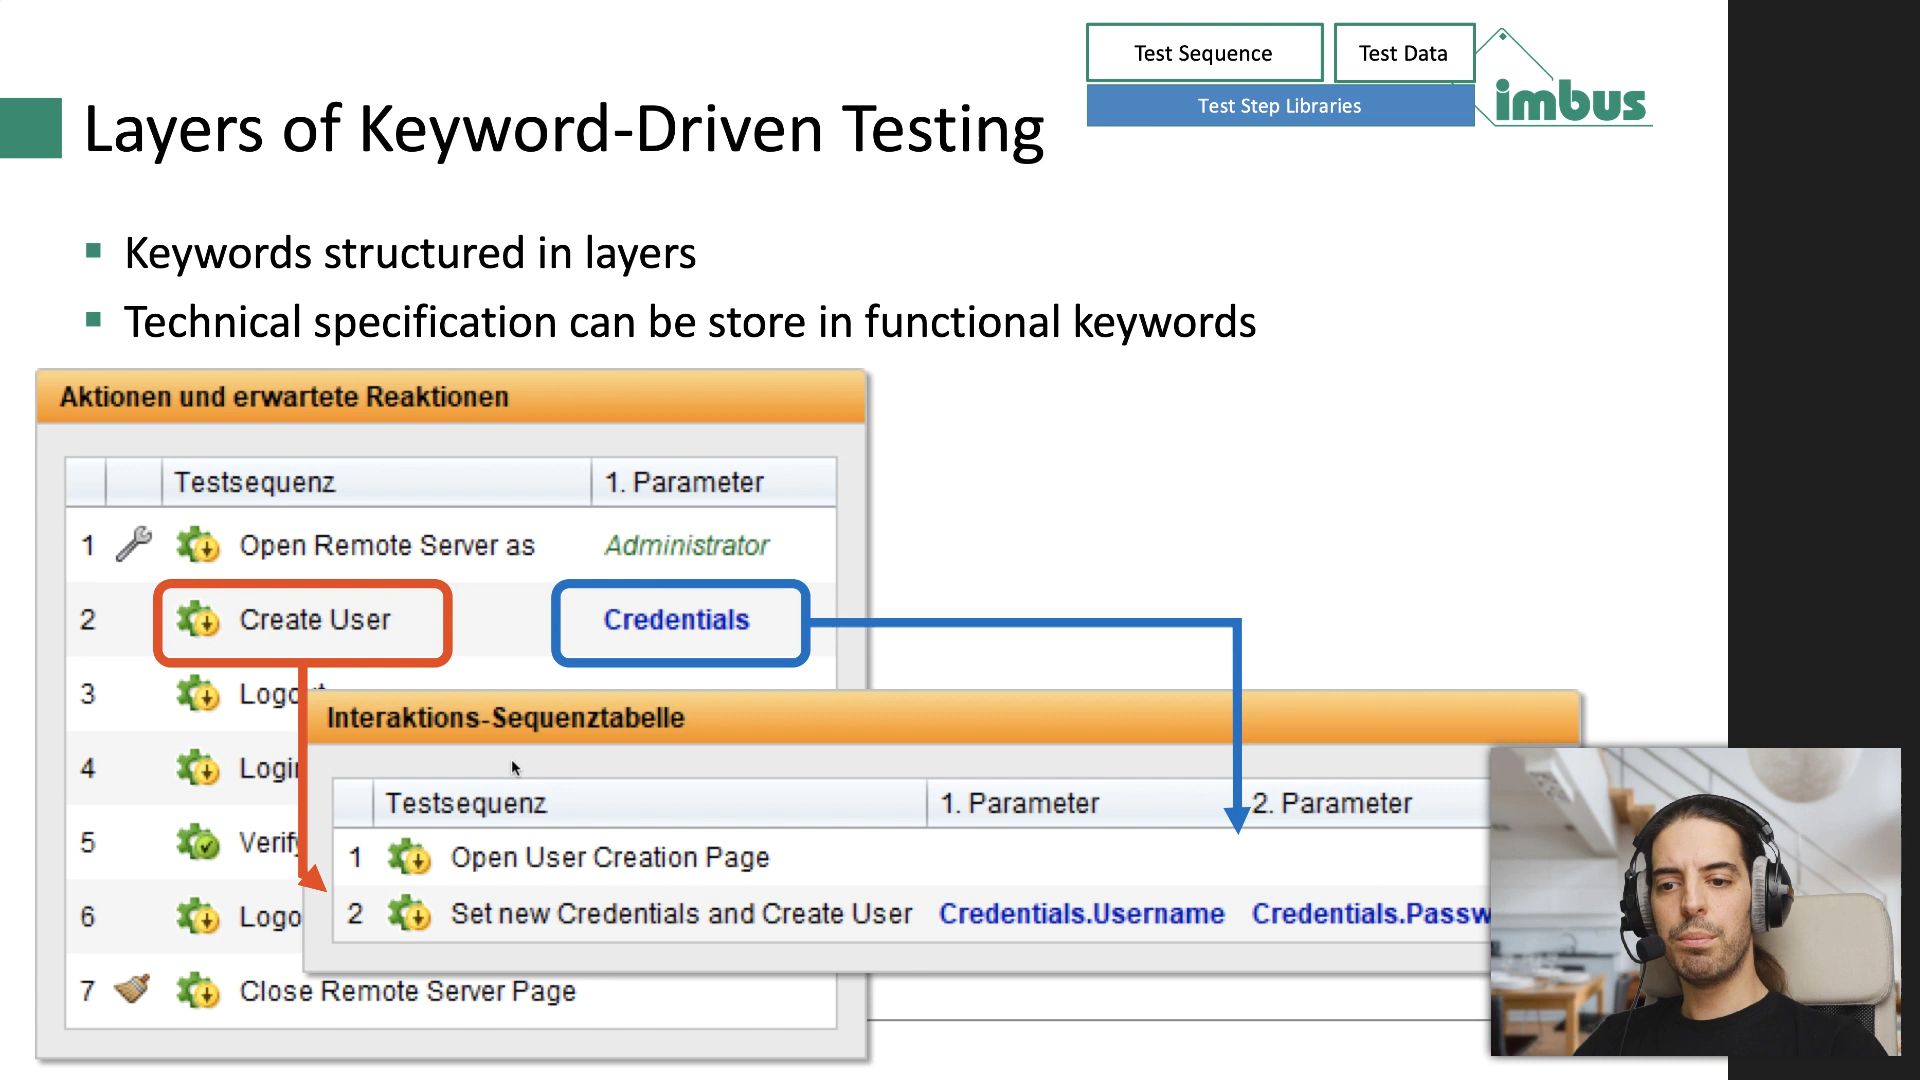 Test Sequence
Test Data
Test Step Libraries
imbus
Layers of Keyword-Driven Testing
Keywords structured in layers
Technical specification can be store in functional keywords
Aktionen und erwartete Reaktionen
Testsequenz 1. Parameter
1 Open Remote Server as Administrator
2 Create User Credentials
3
4
5
6
7 Close Remote Server Page
Interaktions-Sequenztabelle
Testsequenz 1. Parameter 2. Parameter
1 Open User Creation Page
2 Set new Credentials and Create User Credentials.Username Credentials.Passw